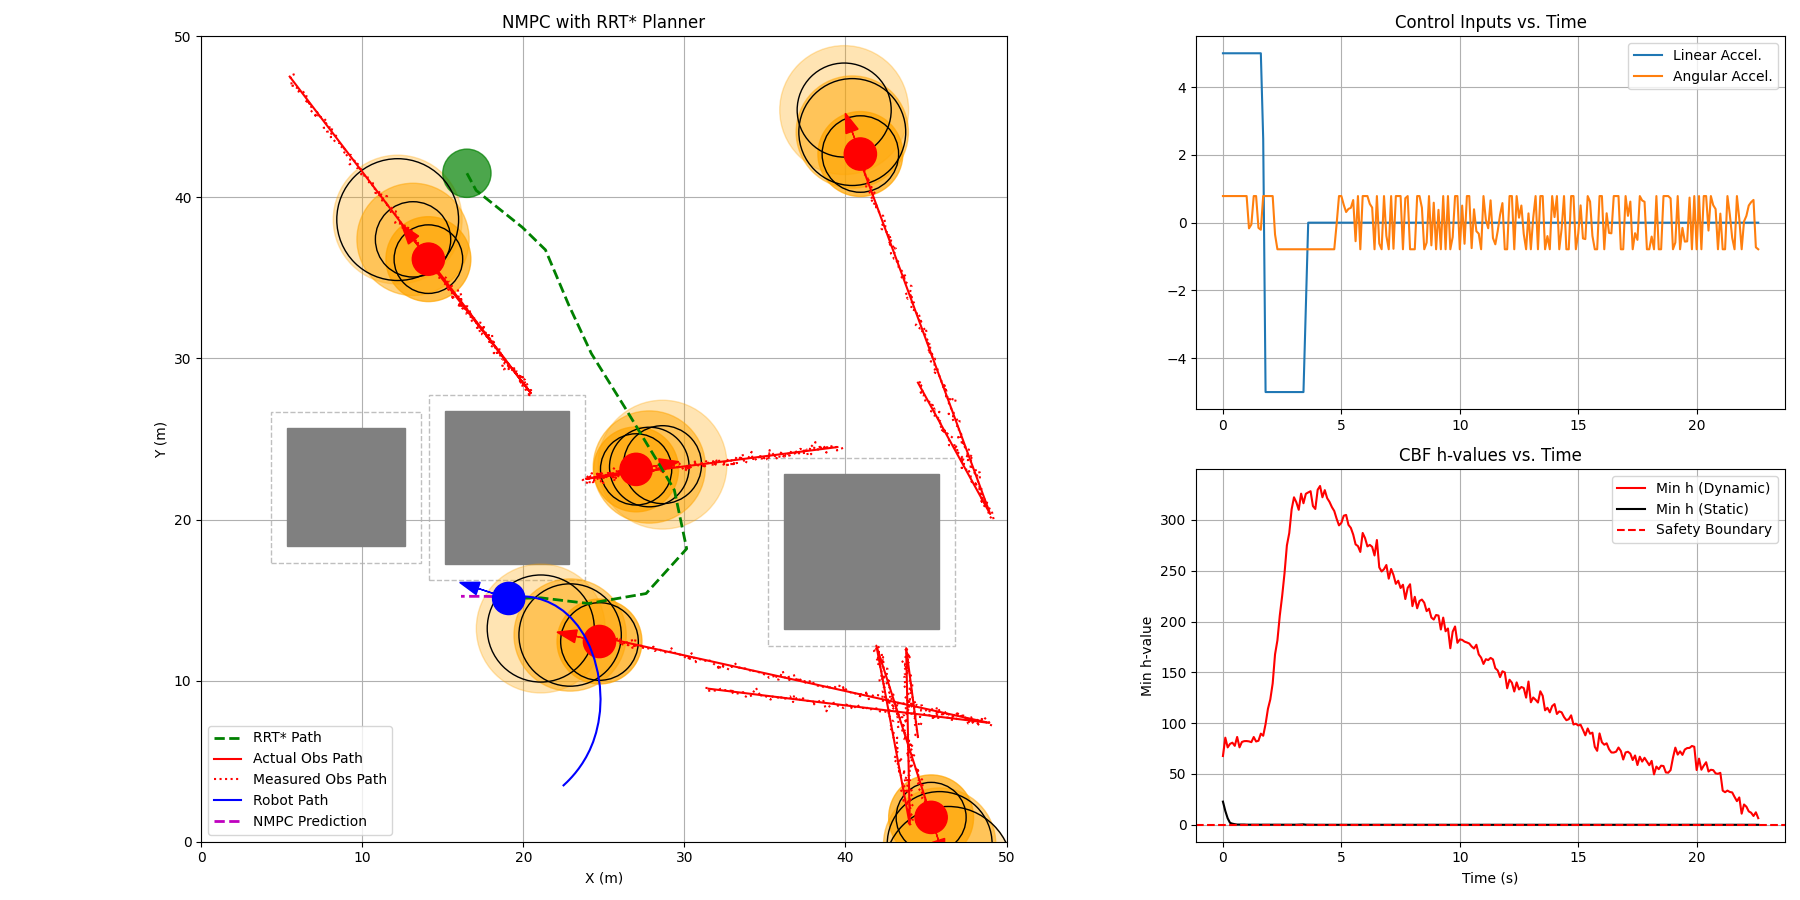 NMPC with RRT* Planner
50
40
30
20
10
0
Y (m)
0
10
20
30
40
50
X (m)
RRT* Path
Actual Obs Path
Measured Obs Path
Robot Path
NMPC Prediction
Control Inputs vs. Time
4
2
0
−2
−4
0
5
10
15
20
Linear Accel.
Angular Accel.
CBF h-values vs. Time
300
250
200
150
100
50
0
Min h-value
0
5
10
15
20
Time (s)
Min h (Dynamic)
Min h (Static)
Safety Boundary